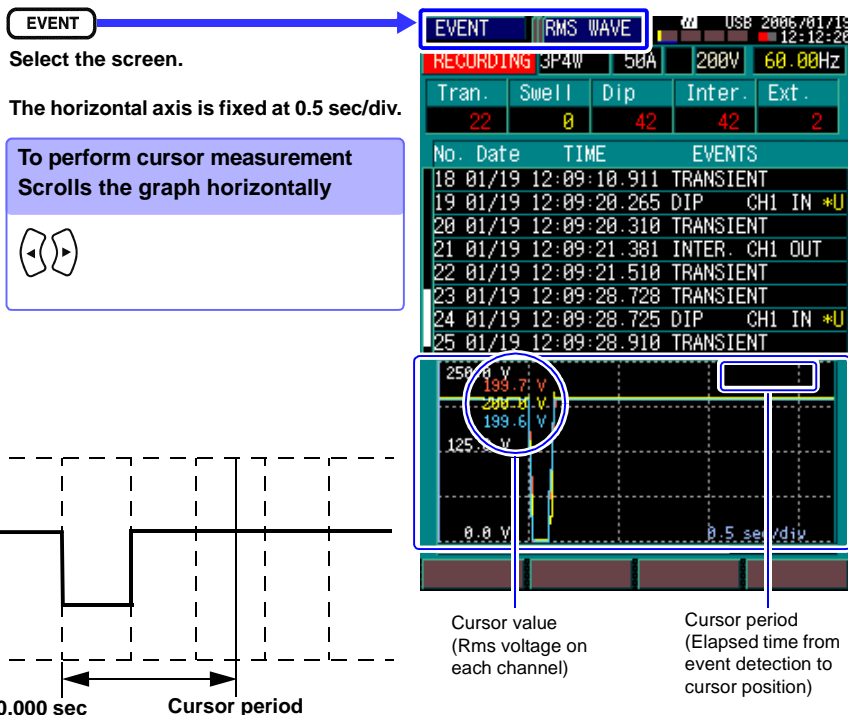 EVENT
Select the screen.
The horizontal axis is fixed at 0.5 sec/div.
To perform cursor measurement
Scrolls the graph horizontally
EVENT RMS WAVE USB 2006/01/19
12:12:26
RECORDING 3P4W 50A 200V 60.00Hz
Tran. Swell Dip Inter. Ext.
22 0 42 42 2
No. Date TIME EVENTS
18 01/19 12:09:10.911 TRANSIENT
19 01/19 12:09:20.265 DIP CH1 IN *U
20 01/19 12:09:20.310 TRANSIENT
21 01/19 12:09:21.381 INTER. CH1 OUT
22 01/19 12:09:21.510 TRANSIENT
23 01/19 12:09:28.728 TRANSIENT
24 01/19 12:09:28.725 DIP CH1 IN *U
25 01/19 12:09:28.910 TRANSIENT
250.0 V
199.7 V
200.0 V
199.6 V
125.0 V
0.0 V
0.5 sec/div
Cursor value
(Rms voltage on
each channel)
Cursor period
(Elapsed time from
event detection to
cursor position)
0.000 sec
Cursor period